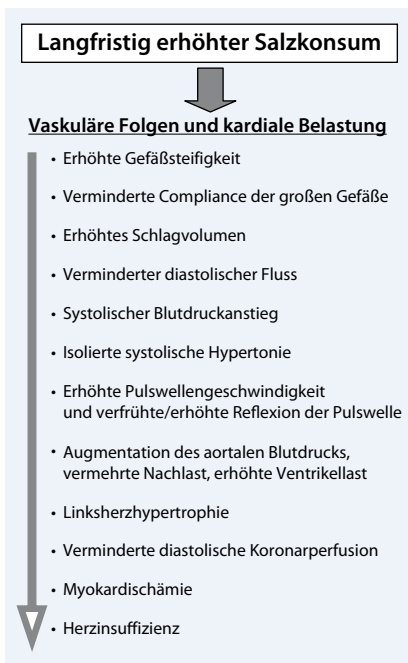 Langfristig erhöhter Salzkonsum
Vaskuläre Folgen und kardiale Belastung
• Erhöhte Gefäßsteifigkeit
• Verminderte Compliance der großen Gefäße
• Erhöhtes Schlagvolumen
• Verminderter diastolischer Fluss
• Systolischer Blutdruckanstieg
• Isolierte systolische Hypertonie
• Erhöhte Pulswellengeschwindigkeit
und verfrühte/erhöhte Reflexion der Pulswelle
• Augmentation des aortalen Blutdrucks,
vermehrte Nachlast, erhöhte Ventrikellast
• Linksherzhypertrophie
• Verminderte diastolische Koronarperfusion
• Myokardischämie
• Herzinsuffizienz